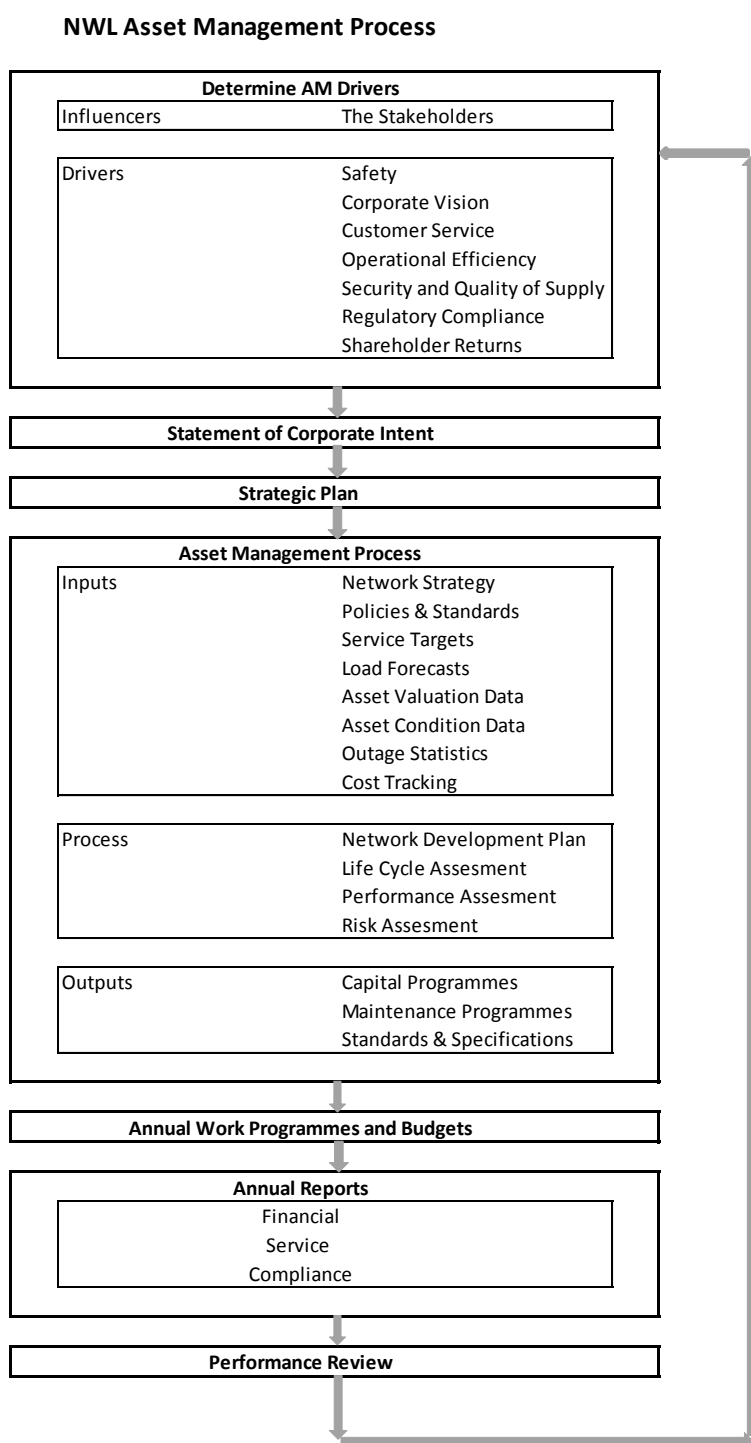 NWL Asset Management Process
Determine AM Drivers
Influencers The Stakeholders
Drivers Safety
Corporate Vision
Customer Service
Operational Efficiency
Security and Quality of Supply
Regulatory Compliance
Shareholder Returns
Statement of Corporate Intent
Strategic Plan
Asset Management Process
Inputs Network Strategy
Policies & Standards
Service Targets
Load Forecasts
Asset Valuation Data
Asset Condition Data
Outage Statistics
Cost Tracking
Process Network Development Plan
Life Cycle Assesment
Performance Assesment
Risk Assesment
Outputs Capital Programmes
Maintenance Programmes
Standards & Specifications
Annual Work Programmes and Budgets
Annual Reports
Financial
Service
Compliance
Performance Review